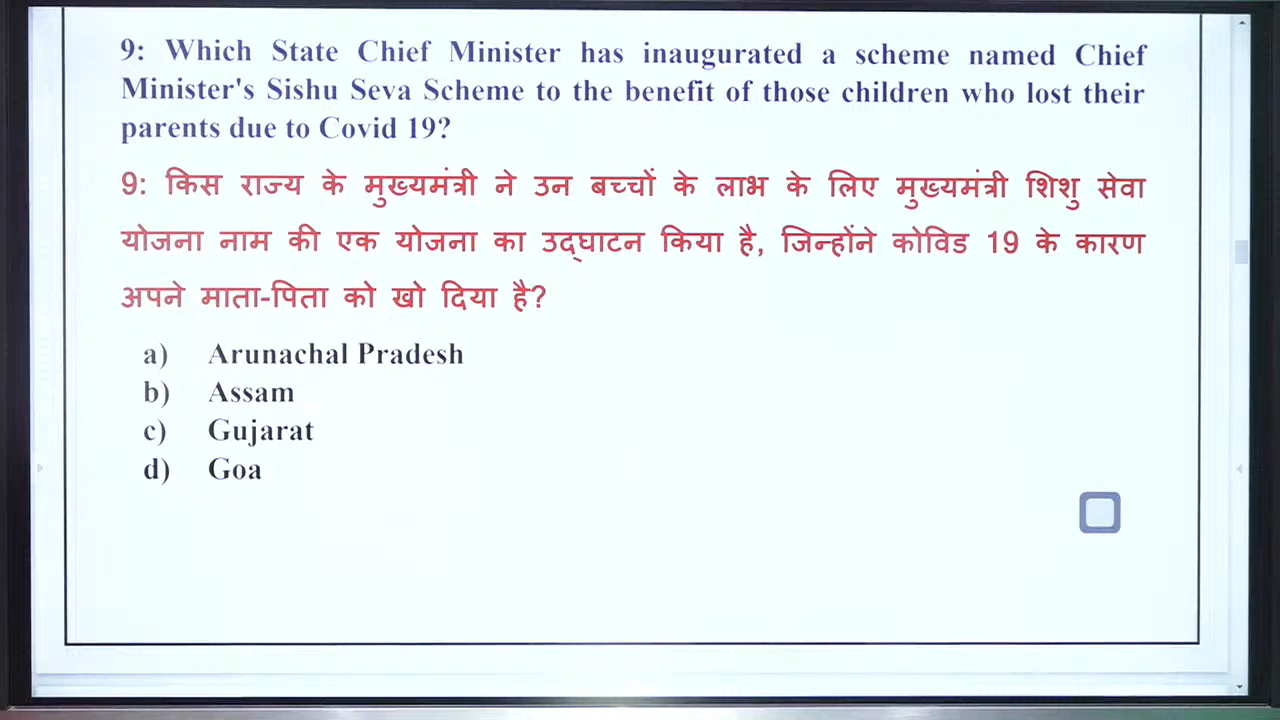 9: Which State Chief Minister has inaugurated a scheme named Chief
Minister's Sishu Seva Scheme to the benefit of those children who lost their
parents due to Covid 19?
9: किस राज्य के मुख्यमंत्री ने उन बच्चों के लाभ के लिए मुख्यमंत्री शिशु सेवा
योजना नाम की एक योजना का उद्घाटन किया है, जिन्होंने कोविड 19 के कारण
अपने माता-पिता को खो दिया है?
a) Arunachal Pradesh
b) Assam
c) Gujarat
d) Goa